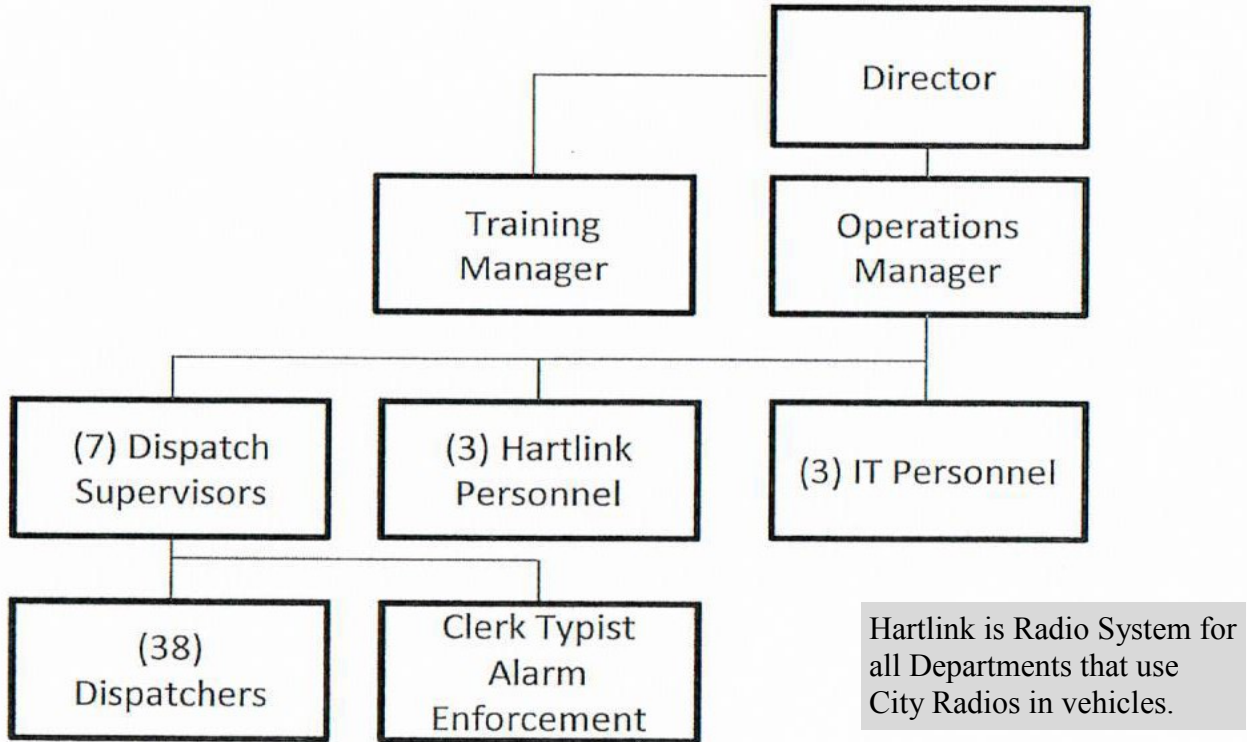 Director
Training
Manager
Operations
Manager
(7) Dispatch
Supervisors
(3) Hartlink
Personnel
(3) IT Personnel
(38)
Dispatchers
Clerk Typist
Alarm
Enforcement
Hartlink is Radio System for
all Departments that use
City Radios in vehicles.